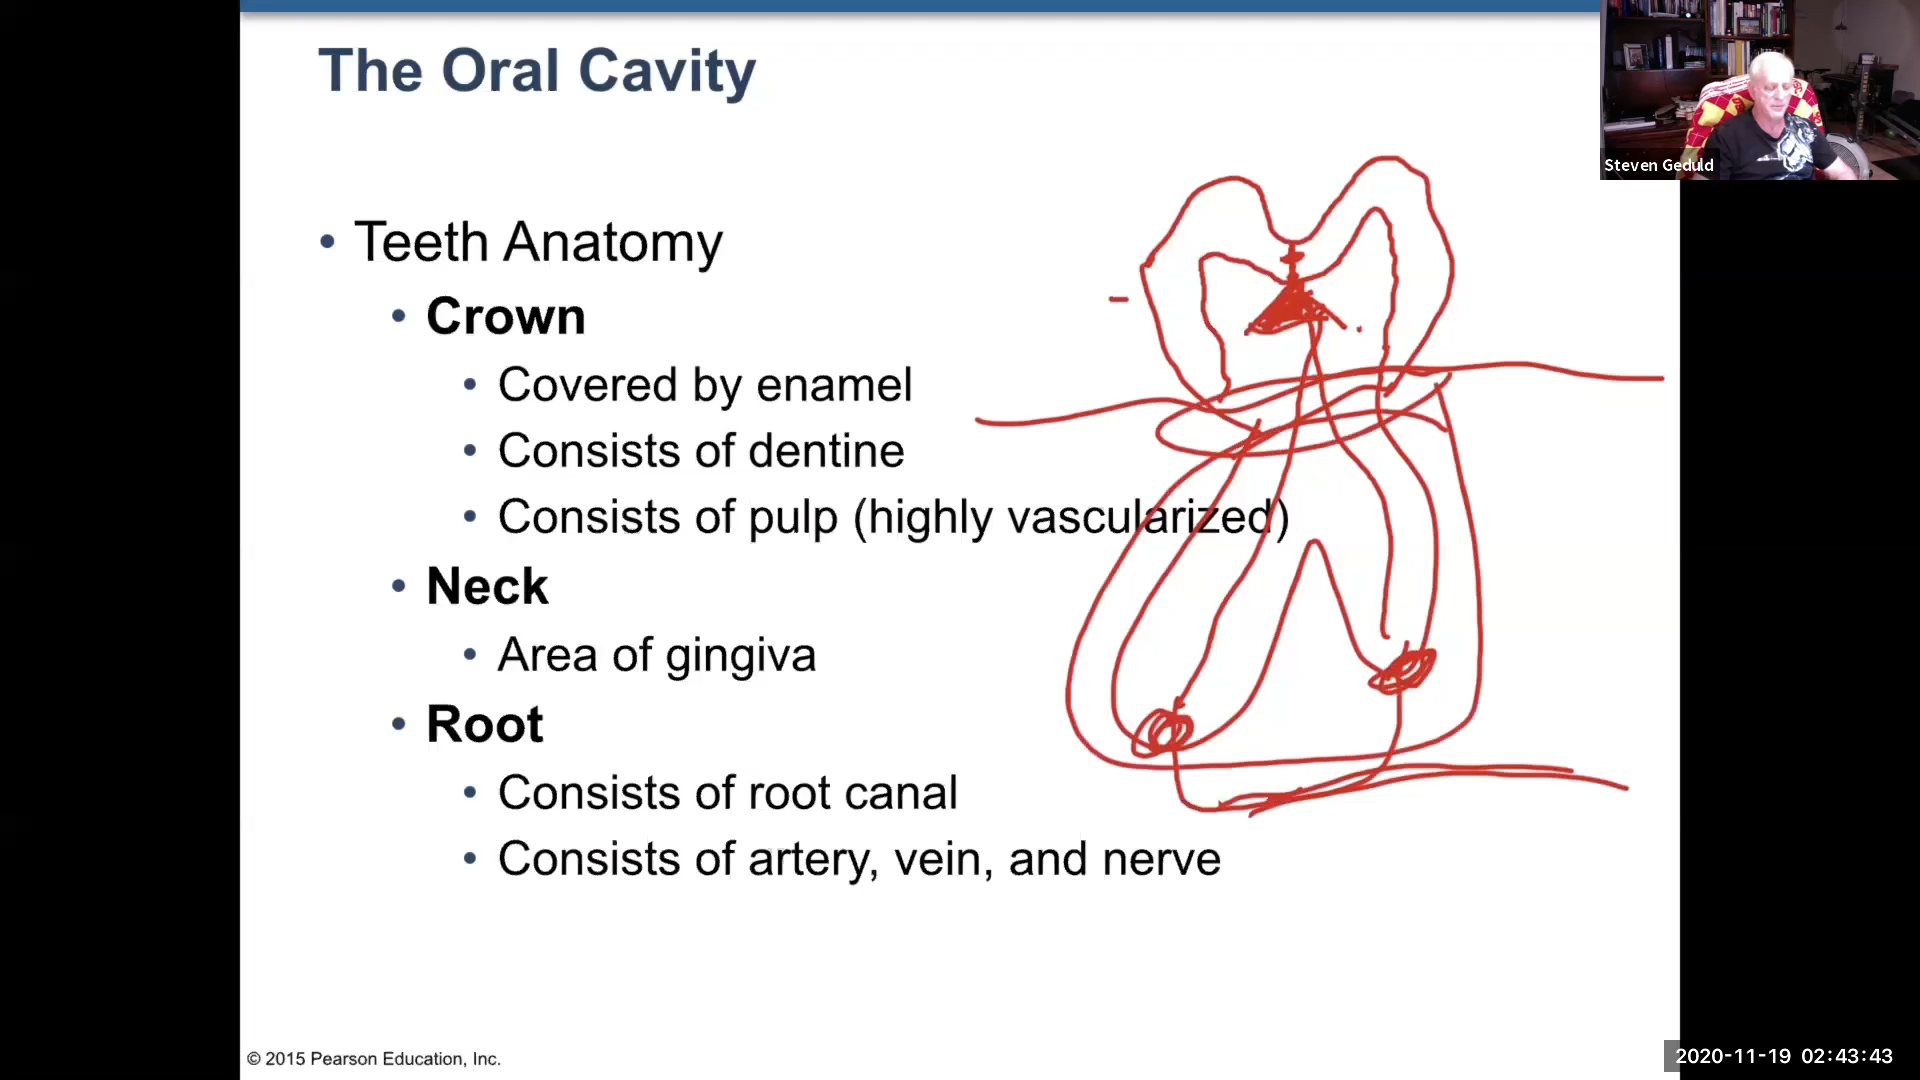 The Oral Cavity
Steven Geduld
• Teeth Anatomy
• Crown
• Covered by enamel
• Consists of dentine
• Consists of pulp (highly vascularized)
• Neck
• Area of gingiva
• Root
• Consists of root canal
• Consists of artery, vein, and nerve
© 2015 Pearson Education, Inc.
2020-11-19 02:43:43